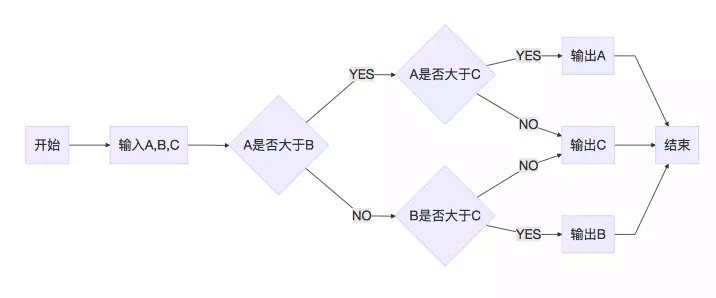 开始
输入A,B,C
A是否大于B
YES
NO
A是否大于C
YES
NO
B是否大于C
NO
YES
输出A
输出C
输出B
结束